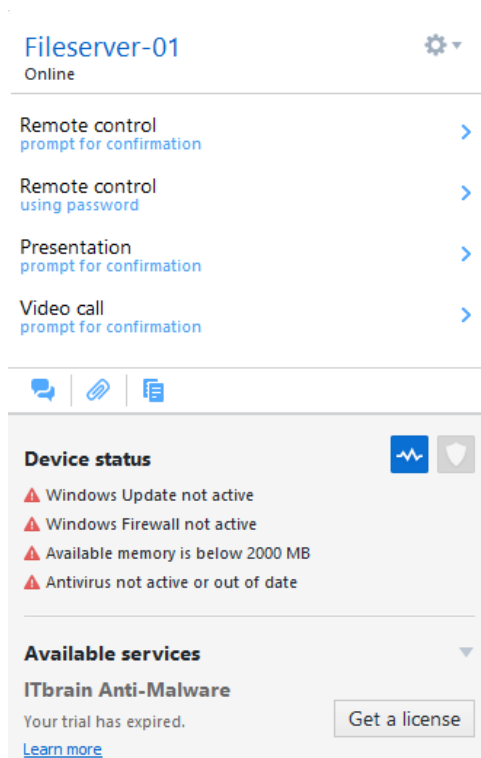 Fileserver-01
Online
Remote control
prompt for confirmation
Remote control
using password
Presentation
prompt for confirmation
Video call
prompt for confirmation
Device status
Windows Update not active
Windows Firewall not active
Available memory is below 2000 MB
Antivirus not active or out of date
Available services
ITbrain Anti-Malware
Your trial has expired.
Get a license
Learn more